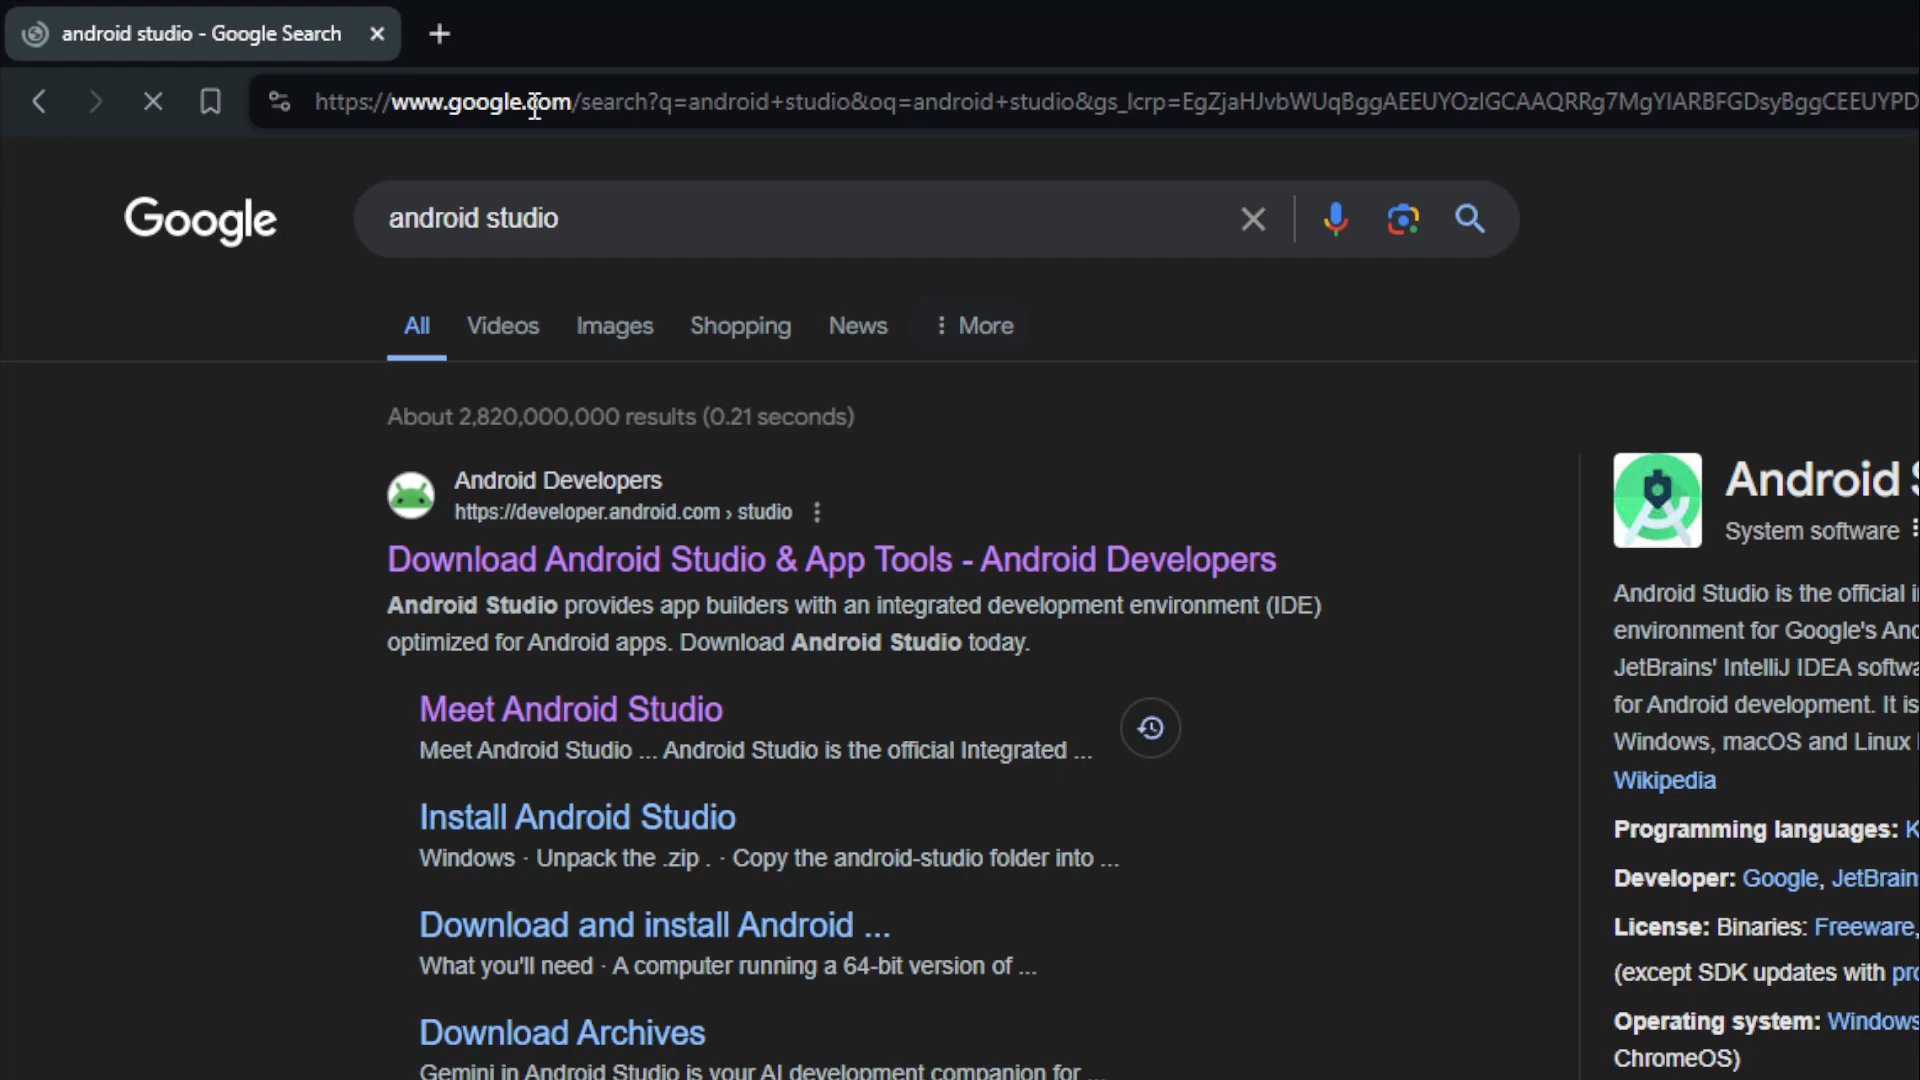 android studio - Google Search
https://www.google.com/search?q=android+studio&oq=android+studio&gs_lcrp=
Google
android studio
All
Videos
Images
Shopping
News
More
About 2,820,000,000 results (0.21 seconds)
Android Developers
https://developer.android.com › studio
Download Android Studio & App Tools - Android Developers
Android Studio provides app builders with an integrated development environment (IDE)
optimized for Android apps. Download Android Studio today.
Meet Android Studio
Meet Android Studio ... Android Studio is the official Integrated ...
Install Android Studio
Windows · Unpack the .zip . · Copy the android-studio folder into ...
Download and install Android ...
What you'll need · A computer running a 64-bit version of ...
Download Archives
Gemini in Android Studio is your AI development companion for ...
Android
System software
Android Studio is the official
environment for Google's
JetBrains' IntelliJ IDEA
for Android development. It is
Windows, macOS and Linux
Wikipedia
Programming languages:
Developer: Google, JetBrain
License: Binaries: Freeware,
(except SDK updates with
Operating system: Windows
ChromeOS)